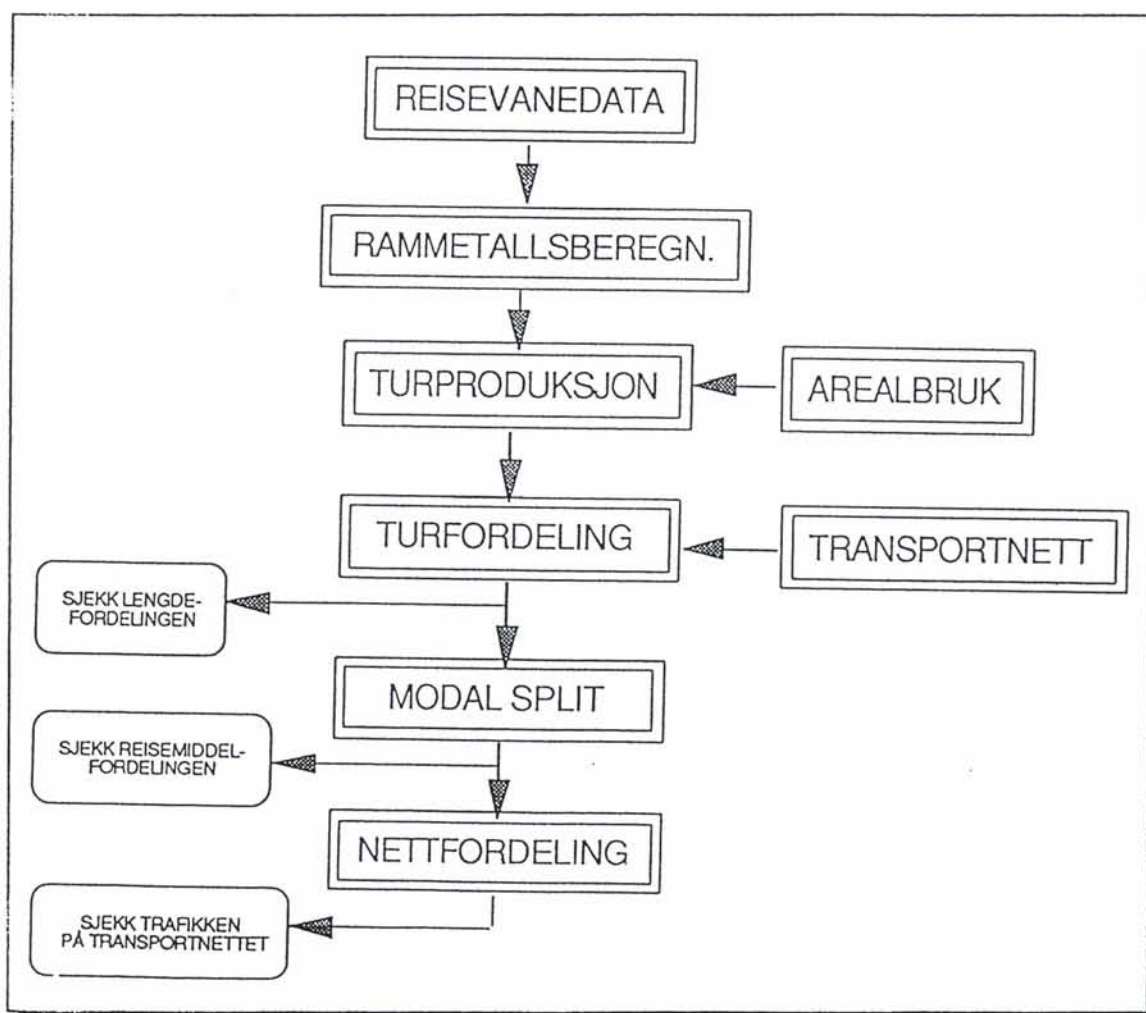 REISEVANEDATA
RAMMETALLSBEREGN.
TURPRODUKSJON
AREALBRUK
TURFORDELING
TRANSPORTNETT
SJEKK LENGDE-
FORDELINGEN
MODAL SPLIT
SJEKK REISEMIDDEL-
FORDELINGEN
NETTFORDELING
SJEKK TRAFIKKEN
PÅ TRANSPORTNETTET